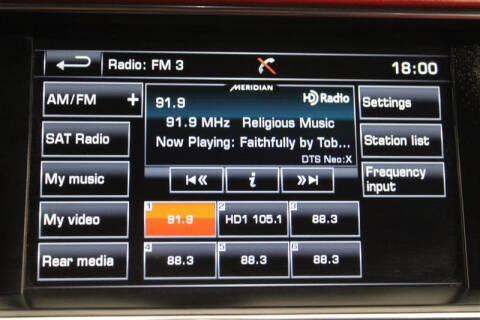 Radio: FM 3
18:00
AM/FM +
SAT Radio
My music
My video
Rear media
MERIDIAN
91.9
HD Radio
91.9 MHz Religious Music
Now Playing: Faithfully by Tob...
DTS Neo:X
i
Settings
Station list
Frequency
input
1 91.9
2 HD1 105.1
3 88.3
4 88.3
5 88.3
6 88.3